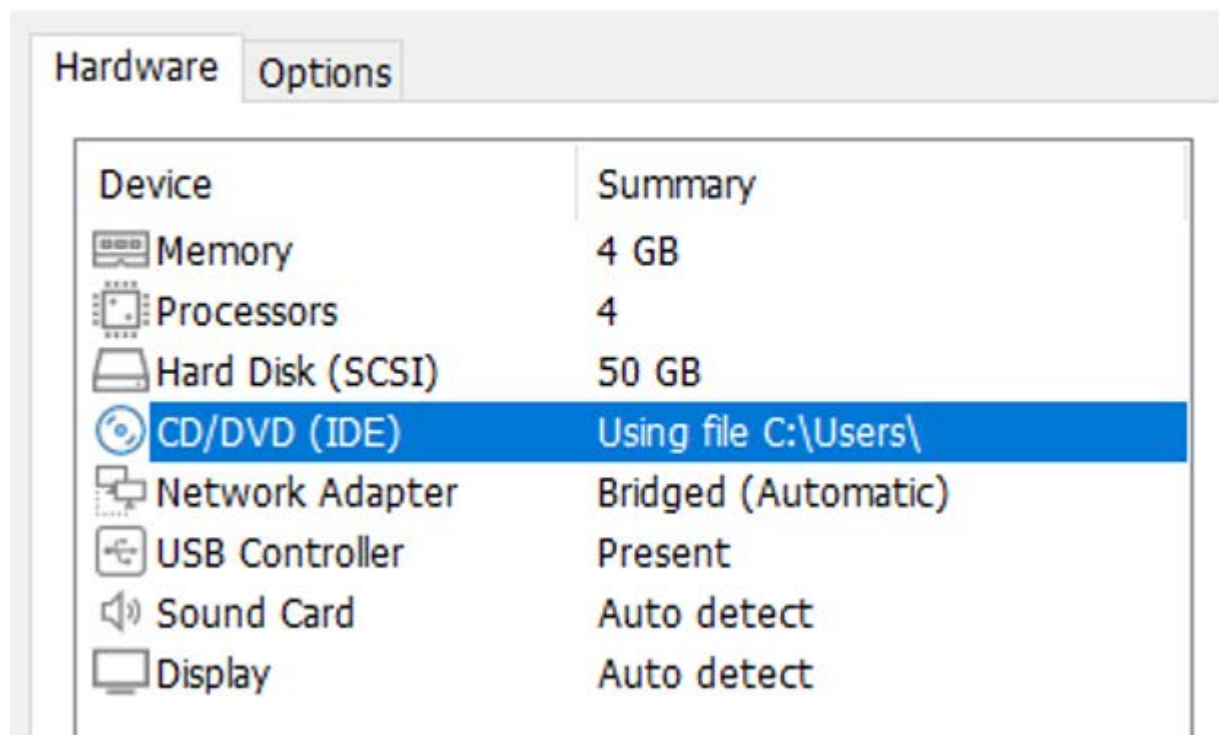 Hardware Options
Device Summary
Memory 4 GB
Processors 4
Hard Disk (SCSI) 50 GB
CD/DVD (IDE) Using file C:\Users\
Network Adapter Bridged (Automatic)
USB Controller Present
Sound Card Auto detect
Display Auto detect